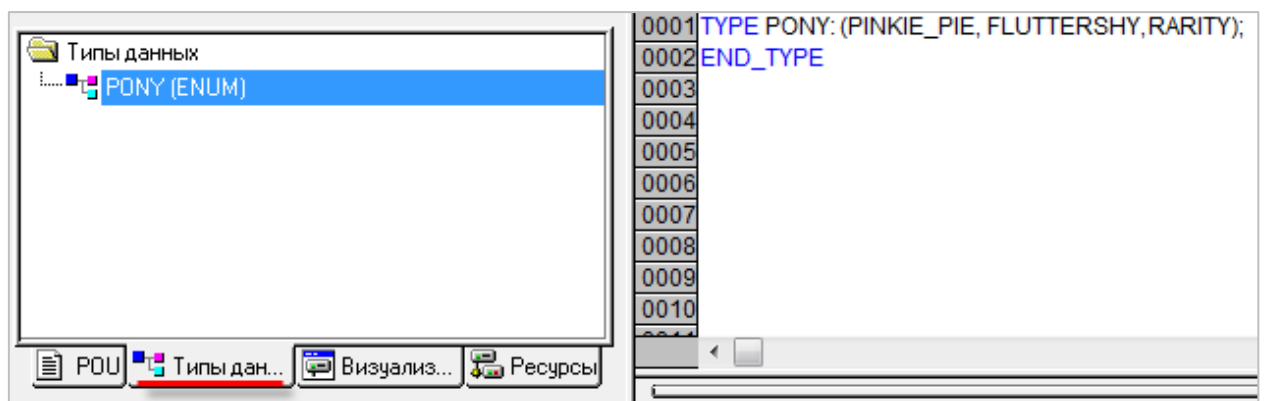 Типы данных
PONY (ENUM)
POU
Типы дан...
Визуализ...
Ресурсы
0001 TYPE PONY: (PINKIE_PIE, FLUTTERSHY,RARITY);
0002 END_TYPE
0003
0004
0005
0006
0007
0008
0009
0010